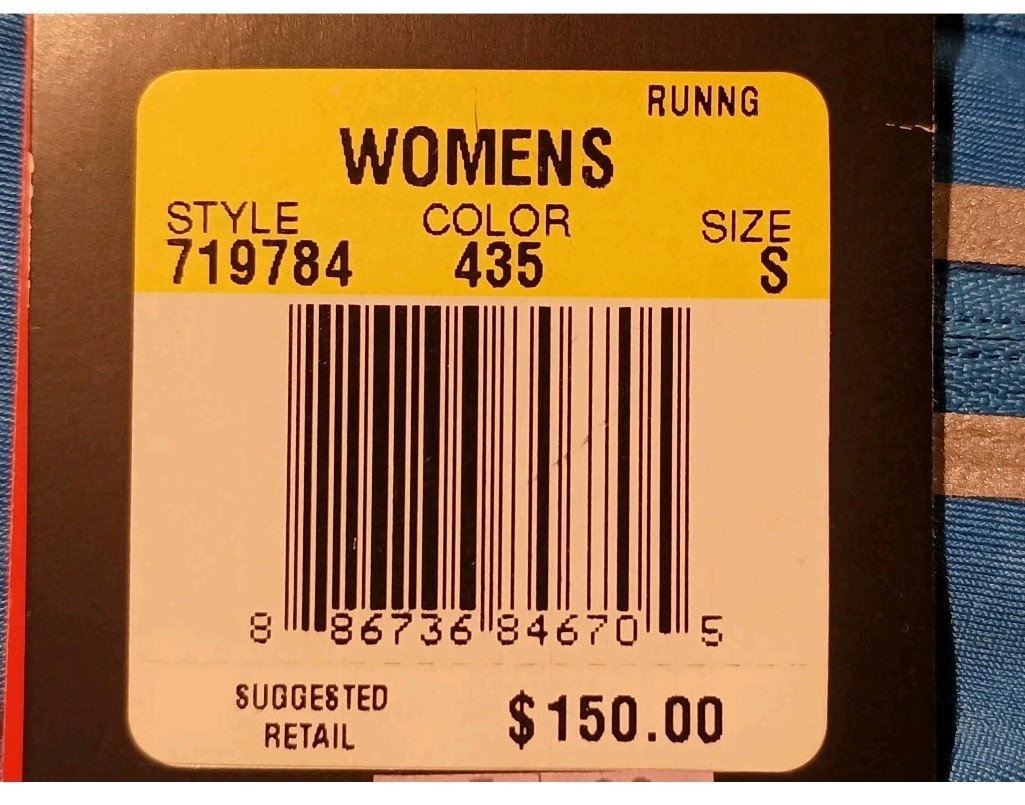 RUNNG
WOMENS
STYLE COLOR SIZE
719784 435 S
8 86736 84670 5
SUGGESTED
RETAIL
$150.00